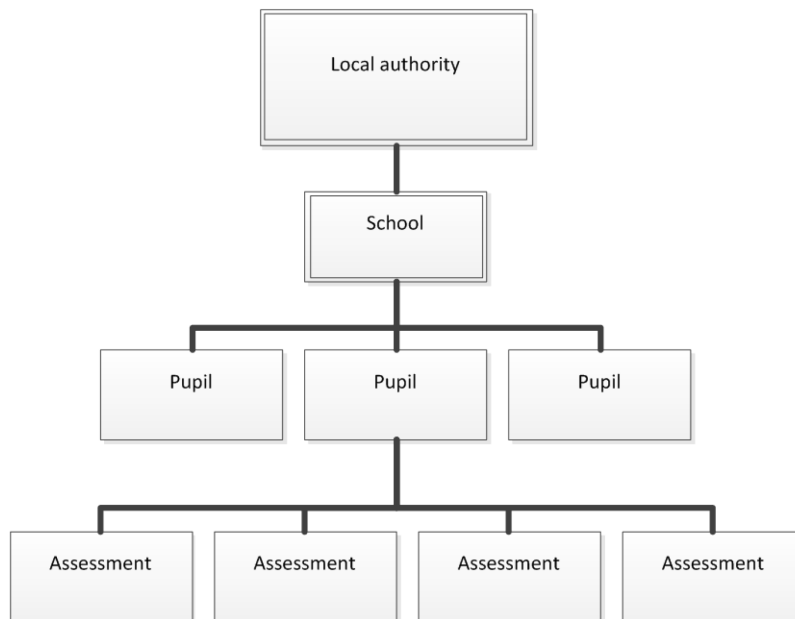 Local authority
School
Pupil
Pupil
Pupil
Assessment
Assessment
Assessment
Assessment